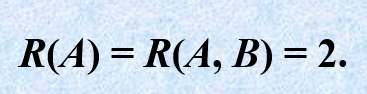 R(A) = R(A, B) = 2.